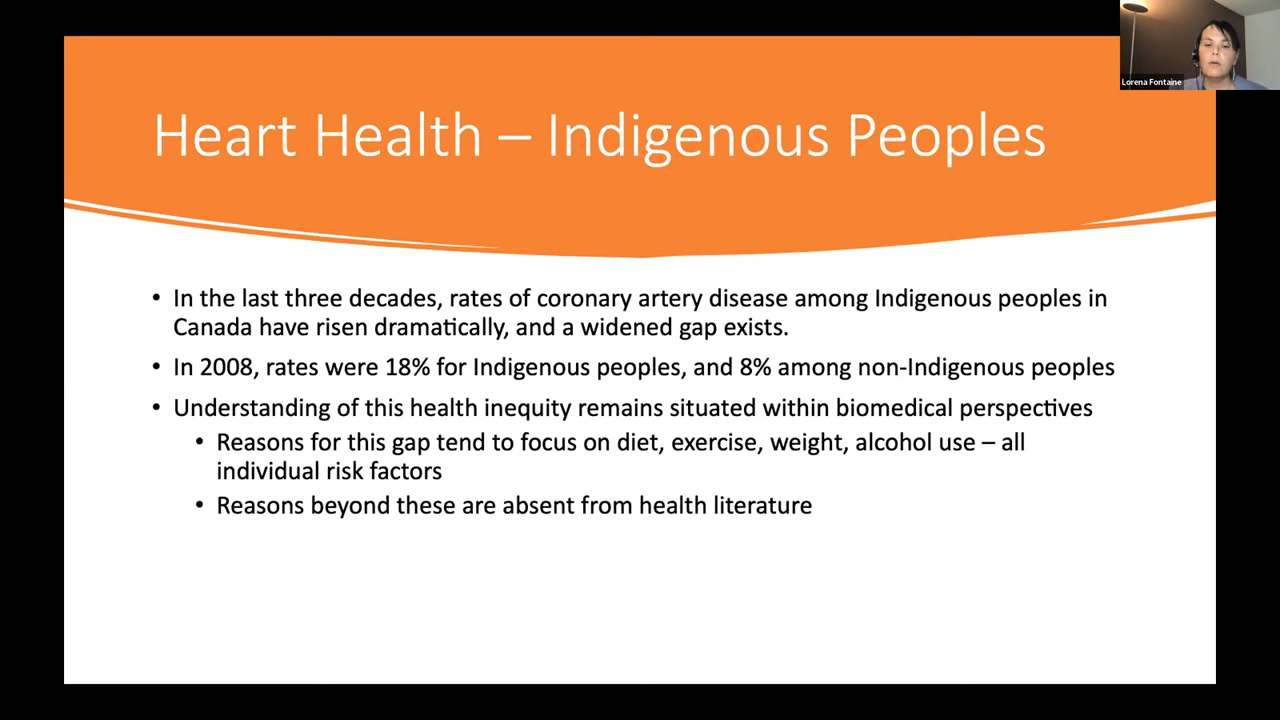 Lorena Fontaine
Heart Health – Indigenous Peoples
• In the last three decades, rates of coronary artery disease among Indigenous peoples in
Canada have risen dramatically, and a widened gap exists.
• In 2008, rates were 18% for Indigenous peoples, and 8% among non-Indigenous peoples
• Understanding of this health inequity remains situated within biomedical perspectives
• Reasons for this gap tend to focus on diet, exercise, weight, alcohol use – all
individual risk factors
• Reasons beyond these are absent from health literature